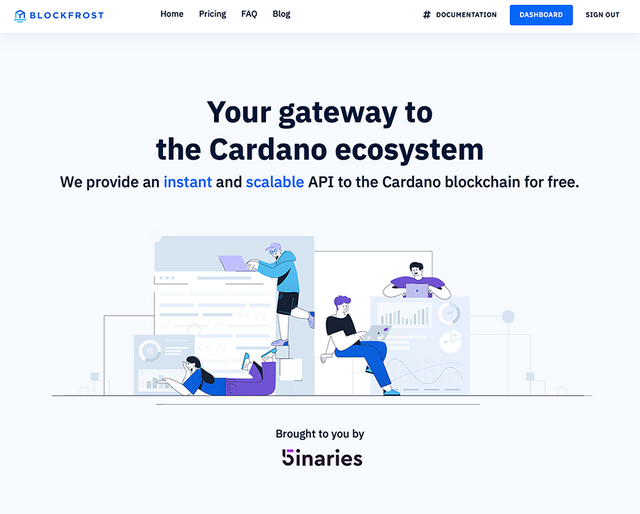 BLOCKFROST
Home Pricing FAQ Blog
# DOCUMENTATION
DASHBOARD
SIGN OUT
Your gateway to
the Cardano ecosystem
We provide an instant and scalable API to the Cardano blockchain for free.
Brought to you by
5inaries